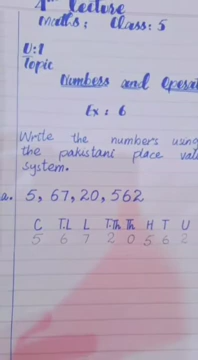 4th Lecture
Maths: Class: 5
U:1
Topic
Numbers and
Ex: 6
Write the numbers using
the pakistani place
system.
a. 5, 67, 20, 562
C T.L L T.Th Th H T U
5 6 7 2 0 5 6 2